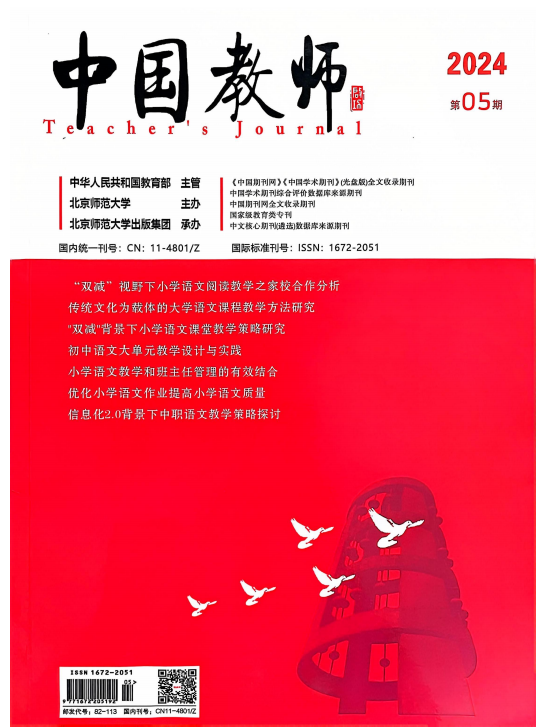 中国教师
Teacher's Journal
2024
第05期
中华人民共和国教育部 主管
北京师范大学 主办
北京师范大学出版集团 承办
《中国期刊网》《中国学术期刊》(光盘版)全文收录期刊
中国学术期刊综合评价数据库来源期刊
中国期刊网全文收录期刊
国家级教育类专刊
中文核心期刊(遴选)数据库来源期刊
国内统一刊号：CN：11-4801/Z
国际标准刊号：ISSN：1672-2051
“双减”视野下小学语文阅读教学之家校合作分析
传统文化为载体的大学语文课程教学方法研究
"双减"背景下小学语文课堂教学策略研究
初中语文大单元教学设计与实践
小学语文教学和班主任管理的有效结合
优化小学语文作业提高小学语文质量
信息化2.0背景下中职语文教学策略探讨
ISSN 1672-2051
05>
9 771672 205192
邮发代号：82-113 国内刊号：CN11-4801/Z